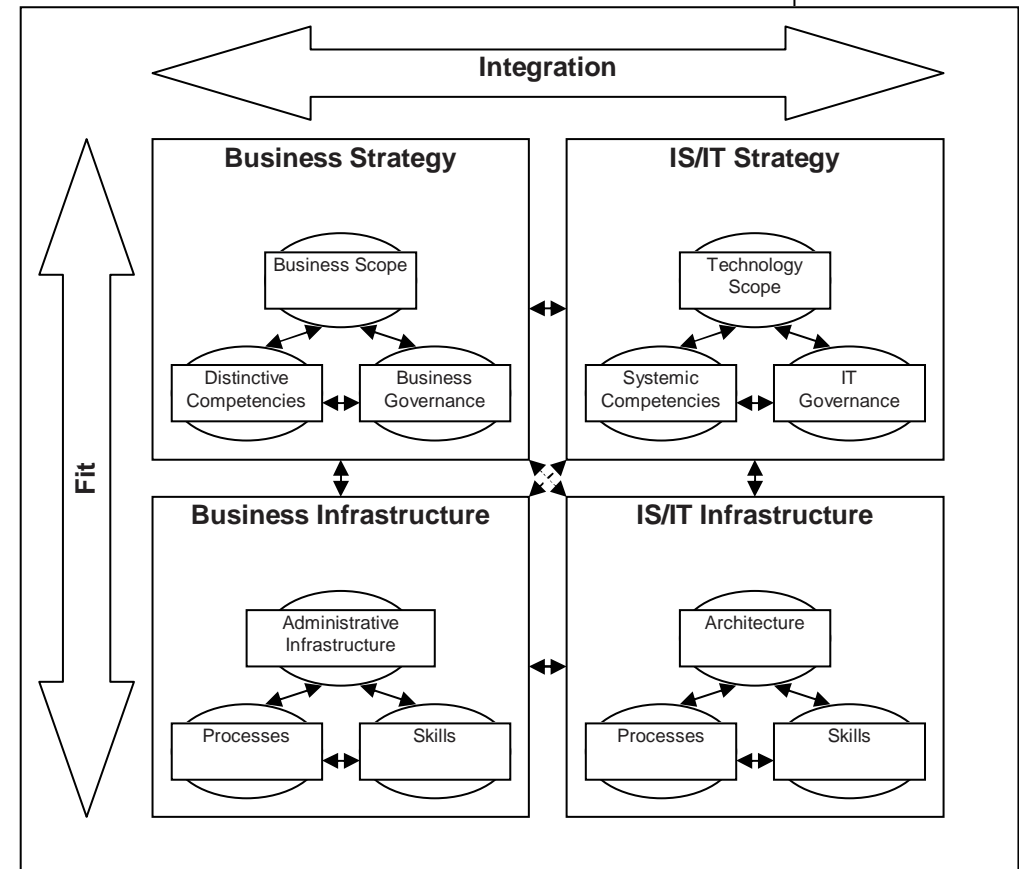 Integration
Fit
Business Strategy
Business Scope
Distinctive
Competencies
Business
Governance
IS/IT Strategy
Technology
Scope
Systemic
Competencies
IT
Governance
Business Infrastructure
Administrative
Infrastructure
Processes
Skills
IS/IT Infrastructure
Architecture
Processes
Skills